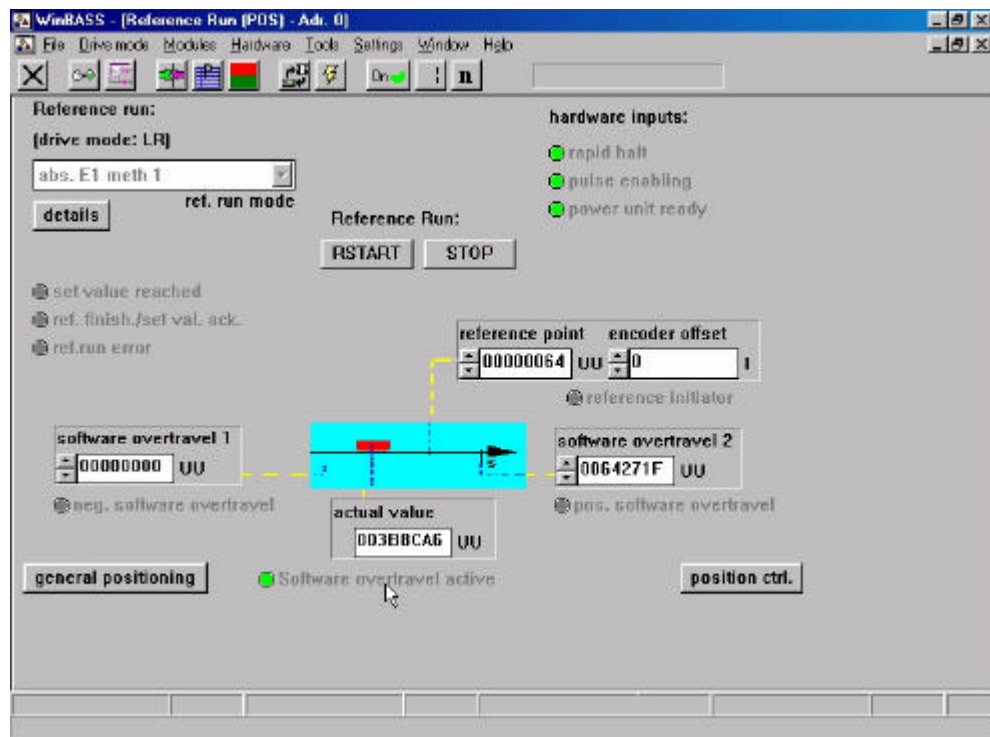 WinBASS - [Reference Run (POS) - Adr. 0]
File Drive mode Modules Hardware Tools Settings Window Help
On n
Reference run:
(drive mode: LR)
abs. E1 meth 1
ref. run mode
details
hardware inputs:
rapid halt
pulse enabling
power unit ready
Reference Run:
RSTART STOP
set value reached
ref. finish./set val. ack.
ref.run error
reference point encoder offset
00000064 UU 0 I
reference initiator
software overtravel 1
00000000 UU
neg. software overtravel
s
software overtravel 2
0064271F UU
pos. software overtravel
actual value
003B8CA6 UU
general positioning
Software overtravel active
position ctrl.